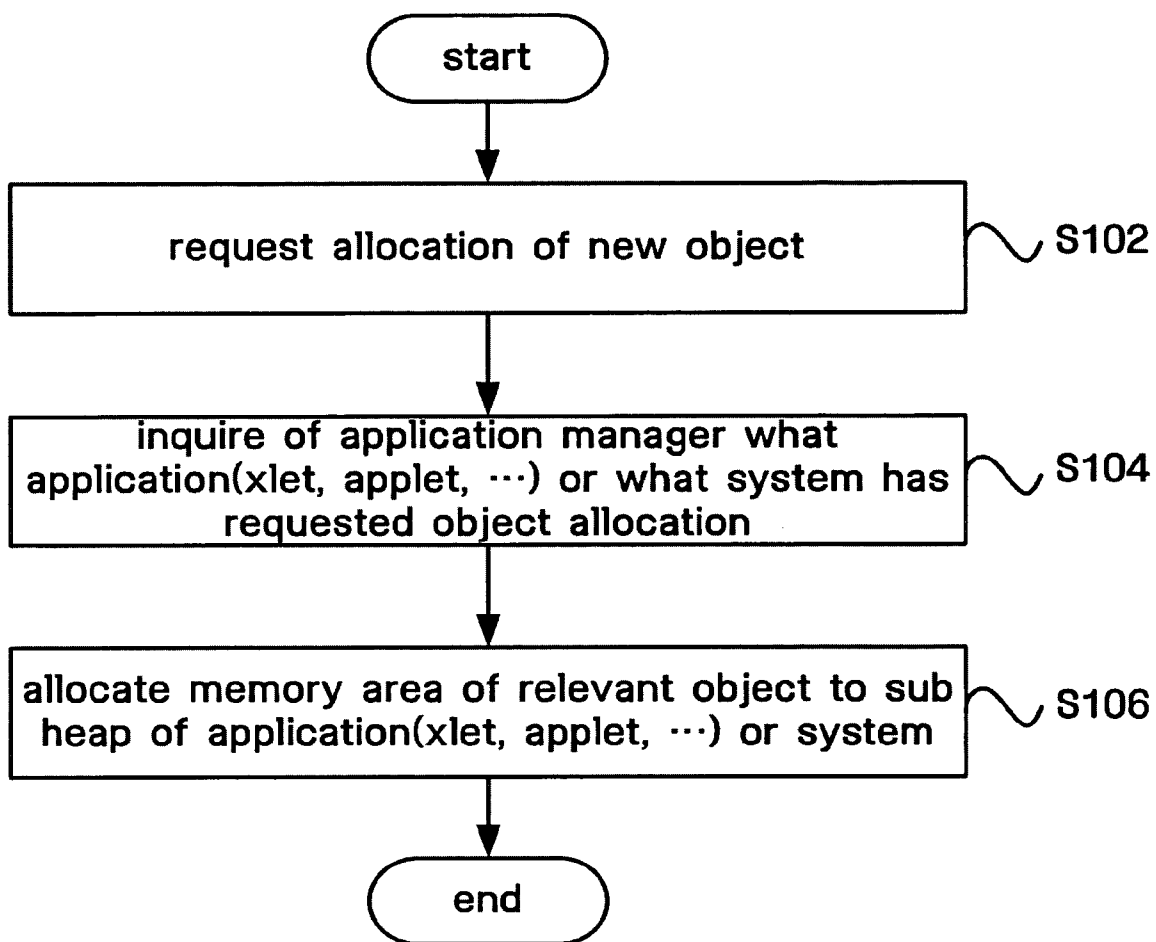 start
request allocation of new object
S102
inquire of application manager what
application(xlet, applet, ⋯) or what system has
requested object allocation
S104
allocate memory area of relevant object to sub
heap of application(xlet, applet, ⋯) or system
S106
end